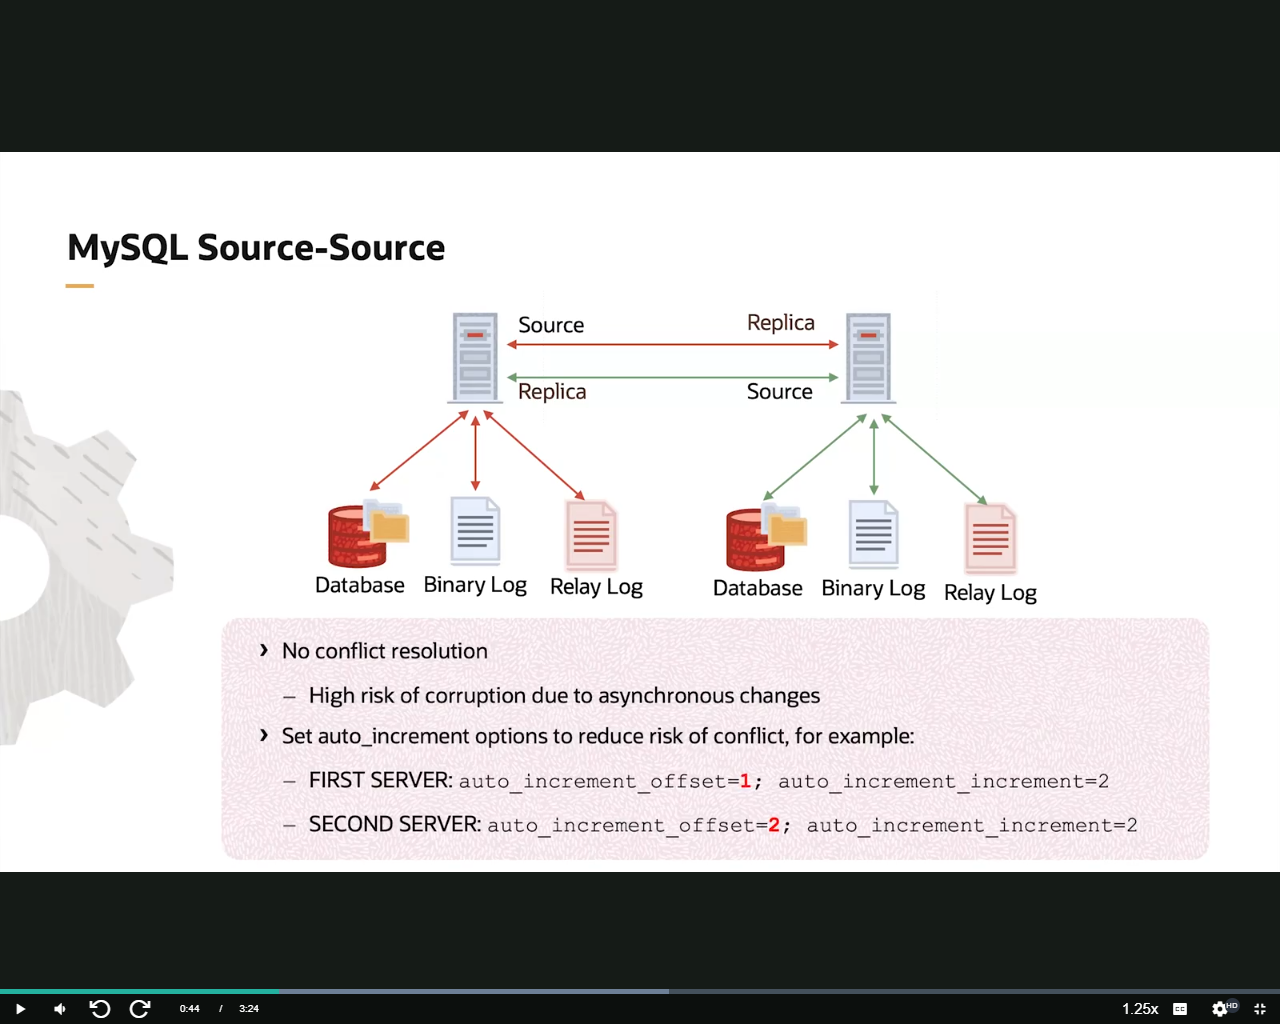 MySQL Source-Source
Source
Replica
Replica
Source
Database
Binary Log
Relay Log
Database
Binary Log
Relay Log
› No conflict resolution
– High risk of corruption due to asynchronous changes
› Set auto_increment options to reduce risk of conflict, for example:
– FIRST SERVER: auto_increment_offset=1; auto_increment_increment=2
– SECOND SERVER: auto_increment_offset=2; auto_increment_increment=2
0:44 / 3:24
1.25x
CC
HD